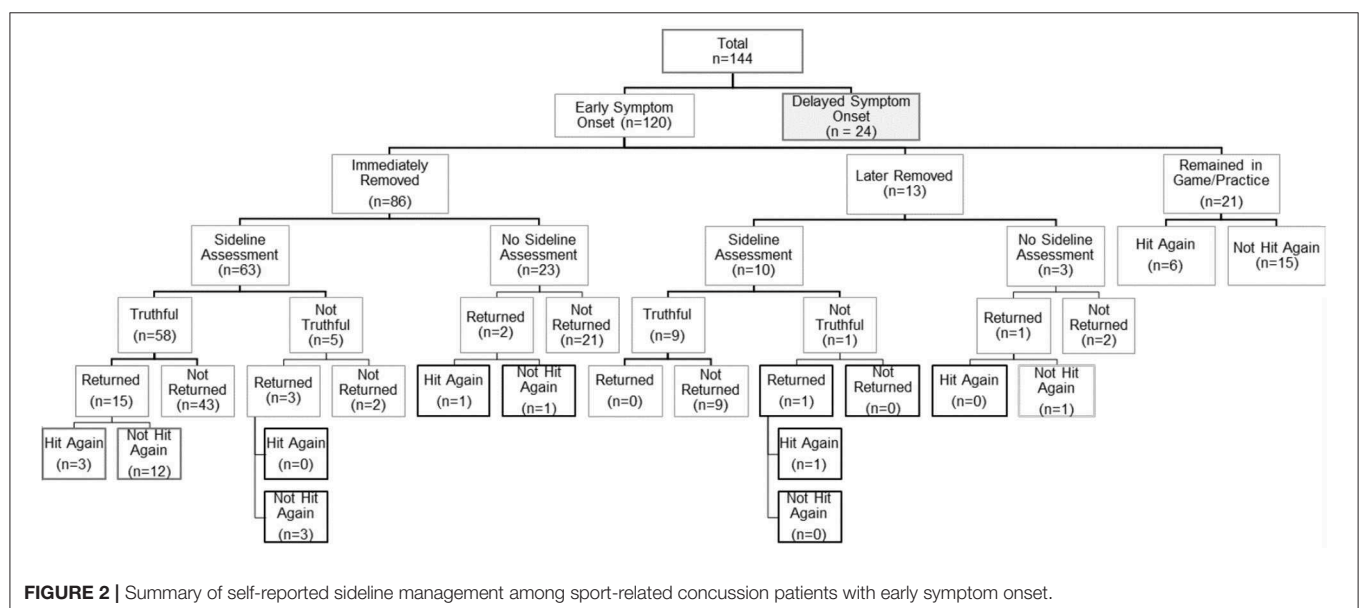 Total
n=144
Early Symptom
Onset (n=120)
Delayed Symptom
Onset
(n = 24)
Immediately
Removed
(n=86)
Later Removed
(n=13)
Remained in
Game/Practice
(n=21)
Sideline
Assessment
(n=63)
No Sideline
Assessment
(n=23)
Sideline
Assessment
(n=10)
No Sideline
Assessment
(n=3)
Hit Again
(n=6)
Not Hit Again
(n=15)
Truthful
(n=58)
Not
Truthful
(n=5)
Returned
(n=2)
Not
Returned
(n=21)
Truthful
(n=9)
Not
Truthful
(n=1)
Returned
(n=1)
Not
Returned
(n=2)
Returned
(n=15)
Not
Returned
(n=43)
Returned
(n=3)
Not
Returned
(n=2)
Hit Again
(n=1)
Not Hit
Again
(n=1)
Returned
(n=0)
Not
Returned
(n=9)
Returned
(n=1)
Not
Returned
(n=0)
Hit Again
(n=0)
Not Hit
Again
(n=1)
Hit Again
(n=3)
Not Hit
Again
(n=12)
Hit Again
(n=0)
Hit Again
(n=1)
Not Hit
Again
(n=3)
Not Hit
Again
(n=0)
FIGURE 2 | Summary of self-reported sideline management among sport-related concussion patients with early symptom onset.